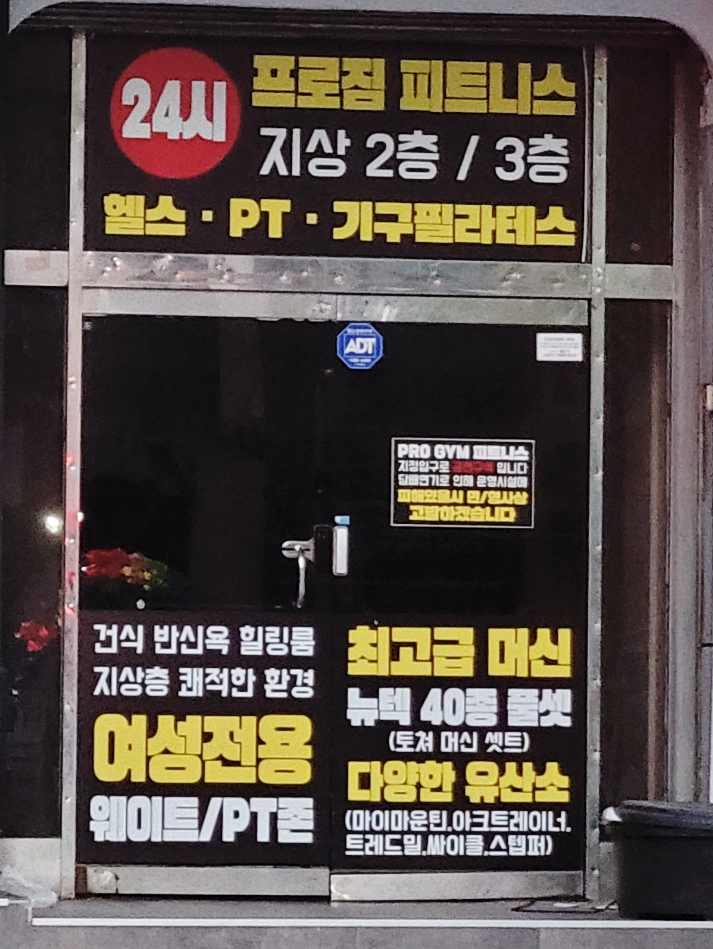 24시
프로짐 피트니스
지상 2층 / 3층
헬스 · PT · 기구필라테스
ADT
PRO GYM 피트니스
지정입구로 금연구역 입니다
담배연기로 인해 운영시설에
피해있을시 민/형사상
고발하겠습니다
건식 반신욕 힐링룸
지상층 쾌적한 환경
여성전용
웨이트/PT존
최고급 머신
뉴텍 40종 풀셋
(토쳐 머신 셋트)
다양한 유산소
(마이마운틴.아크트레이너.
트레드밀.싸이클.스텝퍼)